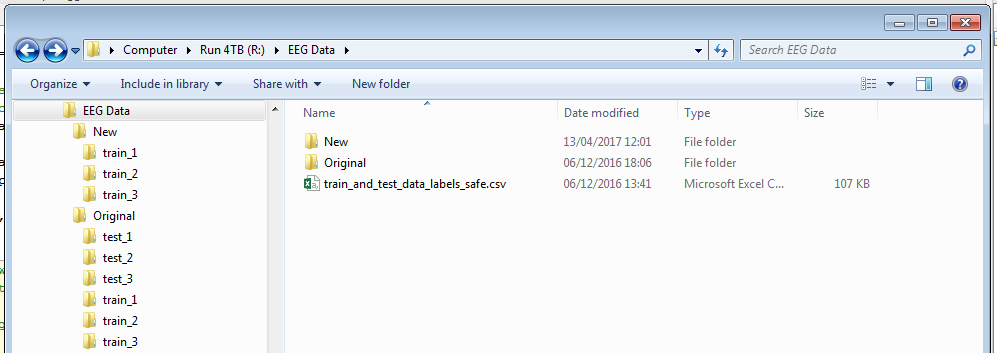 Computer Run 4TB (R:) EEG Data Search EEG Data
Organize Include in library Share with New folder
EEG Data
New
train_1
train_2
train_3
Original
test_1
test_2
test_3
train_1
train_2
train_3
Name Date modified Type Size
New 13/04/2017 12:01 File folder
Original 06/12/2016 18:06 File folder
train_and_test_data_labels_safe.csv 06/12/2016 13:41 Microsoft Excel C... 107 KB